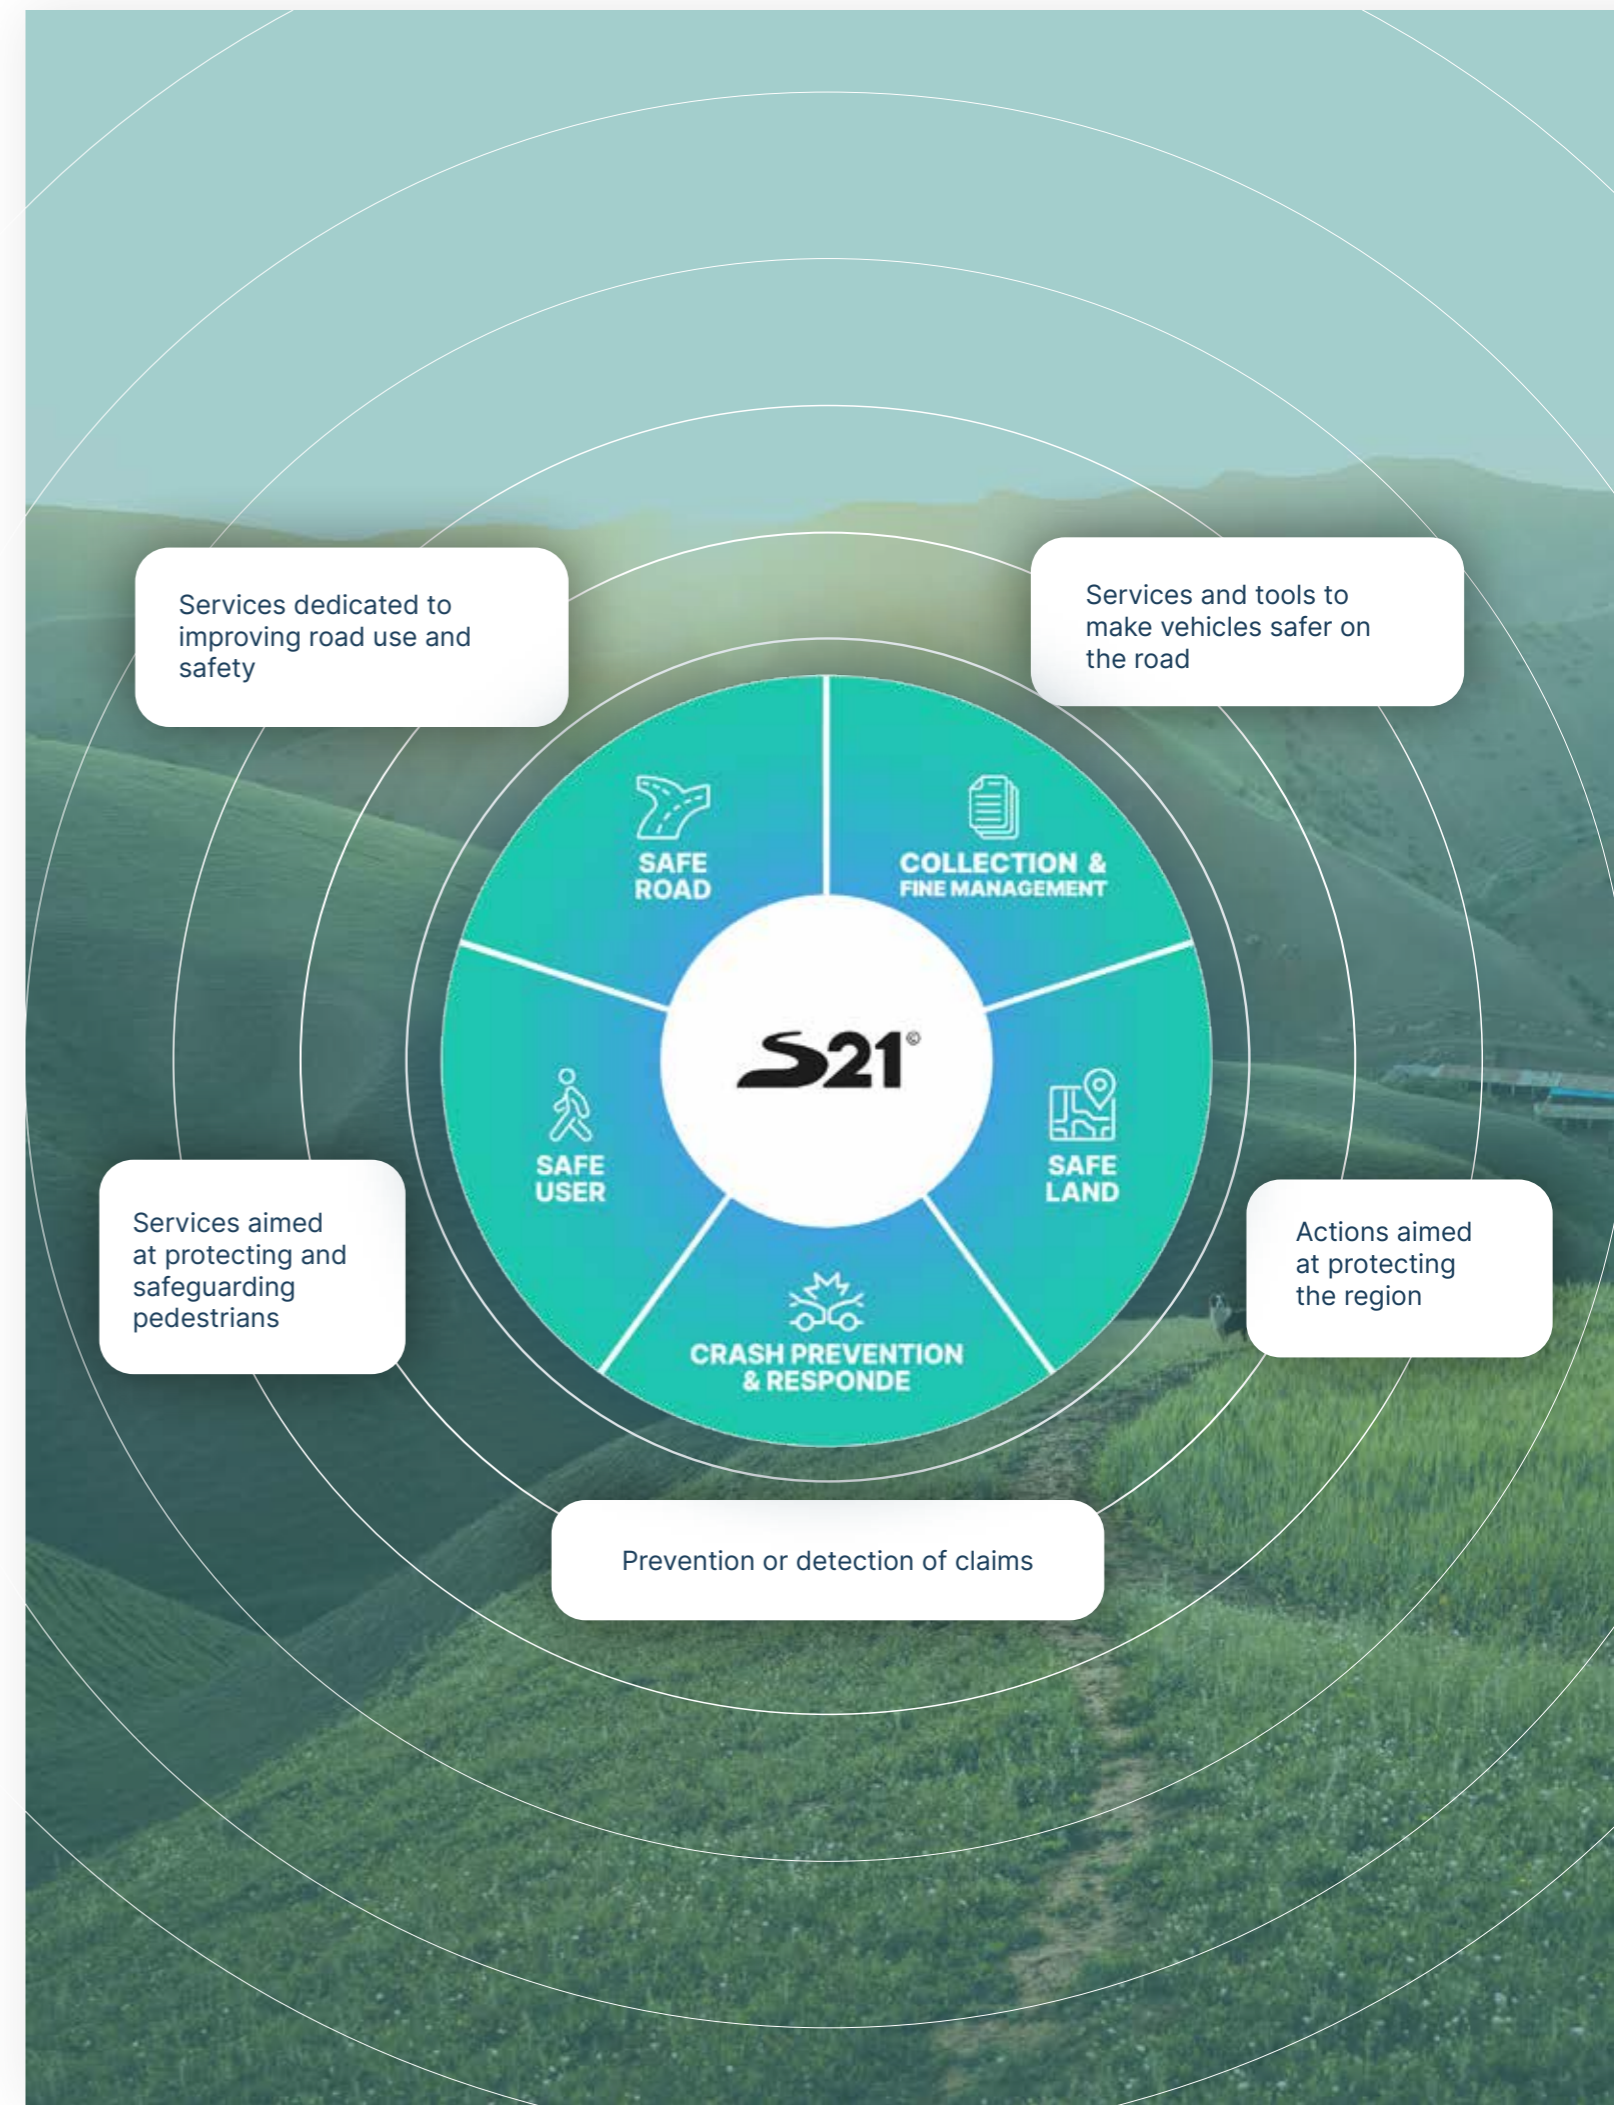 Services dedicated to
improving road use and
safety
Services and tools to
make vehicles safer on
the road
SAFE
ROAD
COLLECTION &
FINE MANAGEMENT
S21©
SAFE
USER
SAFE
LAND
CRASH PREVENTION
& RESPONDE
Services aimed
at protecting and
safeguarding
pedestrians
Actions aimed
at protecting
the region
Prevention or detection of claims